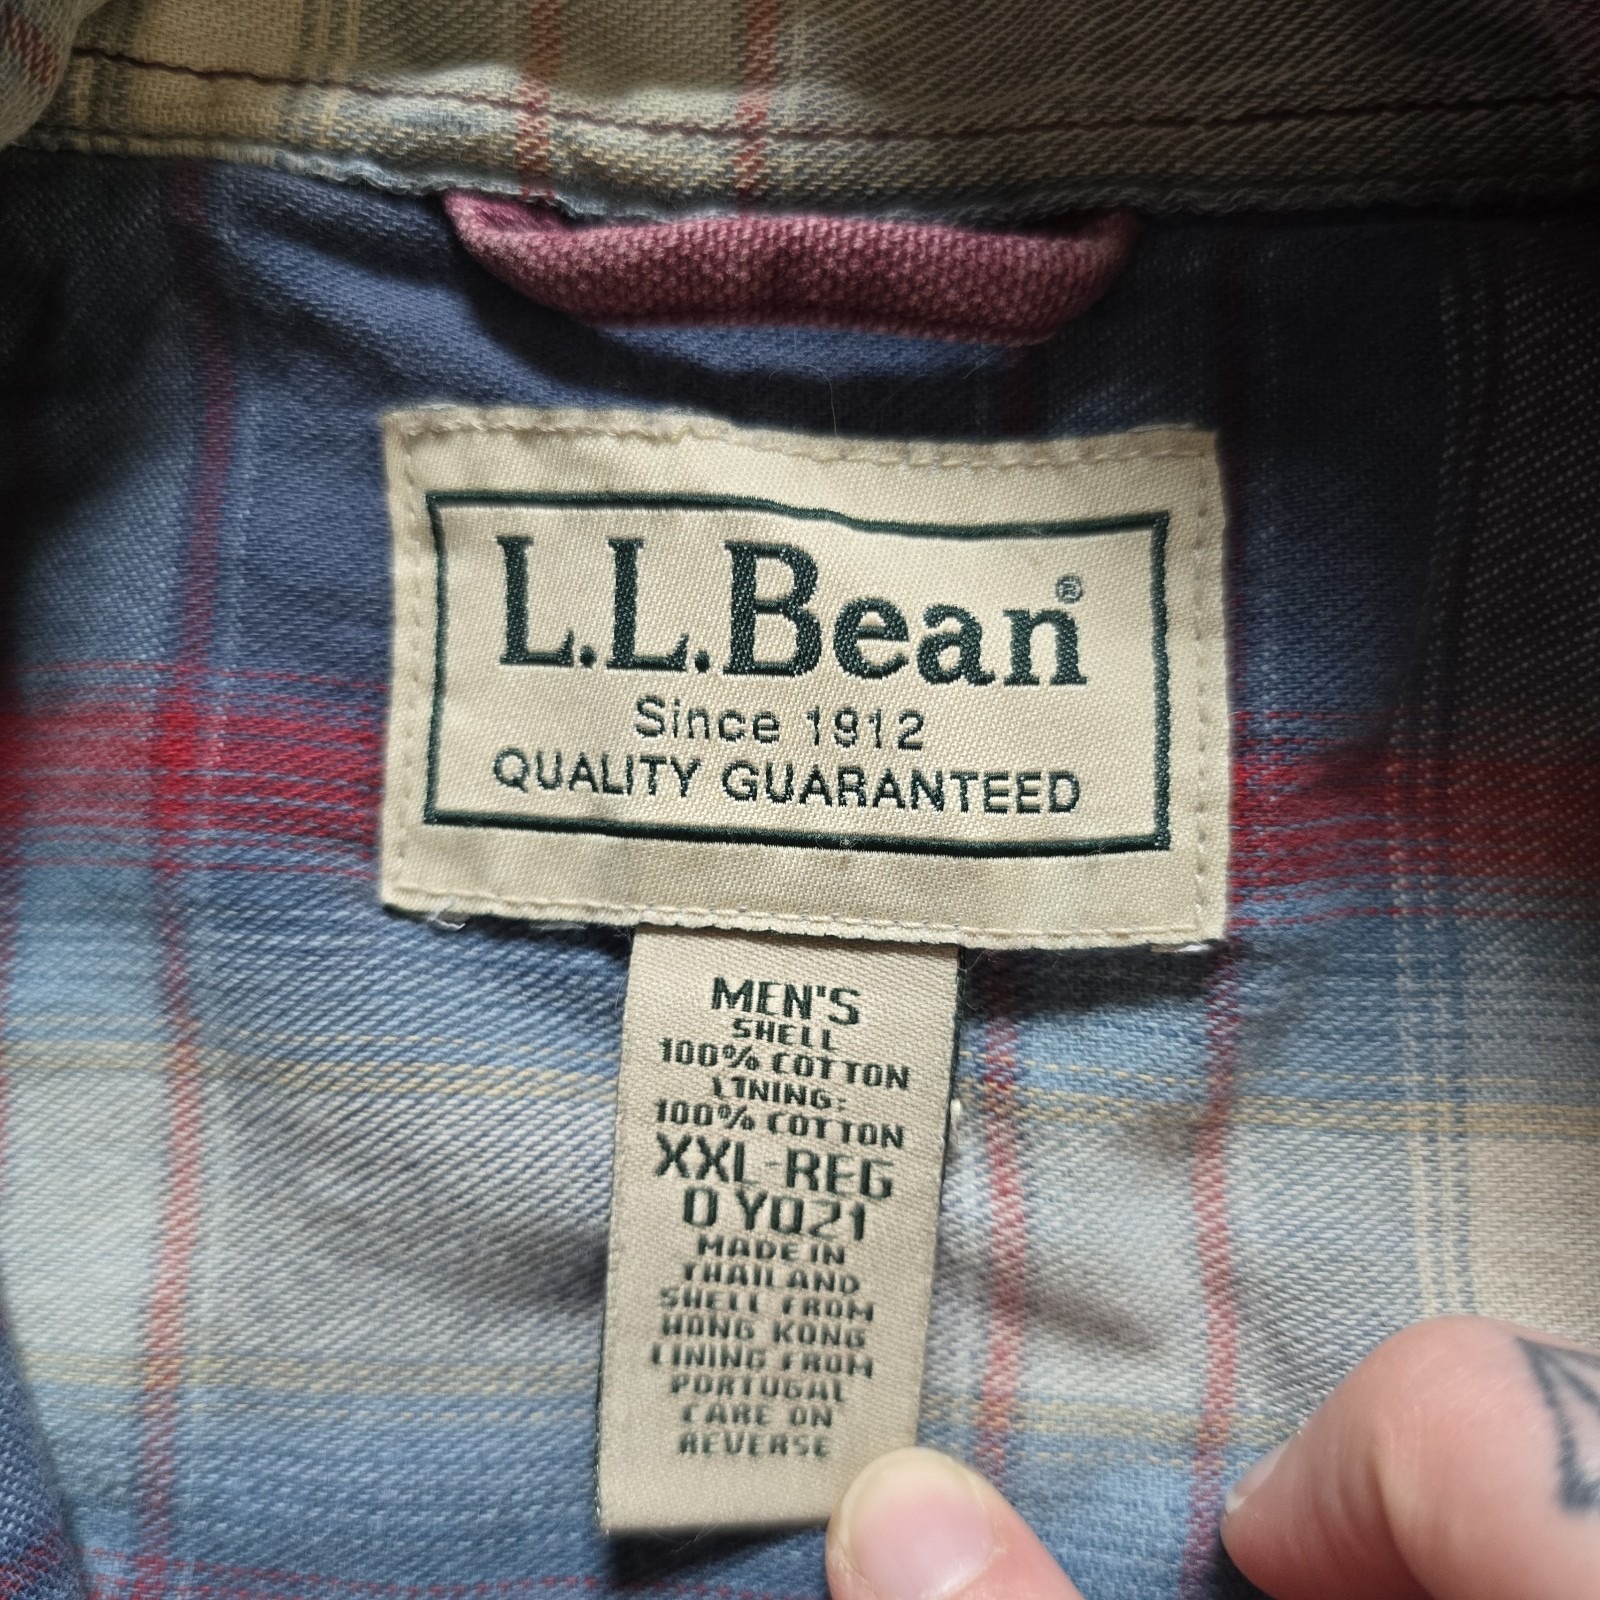 L.L.Bean®
Since 1912
QUALITY GUARANTEED
MEN'S
SHELL
100% COTTON
LINING:
100% COTTON
XXL-REG
0 Y021
MADE IN
THAILAND
SHELL FROM
HONG KONG
LINING FROM
PORTUGAL
CARE ON
REVERSE